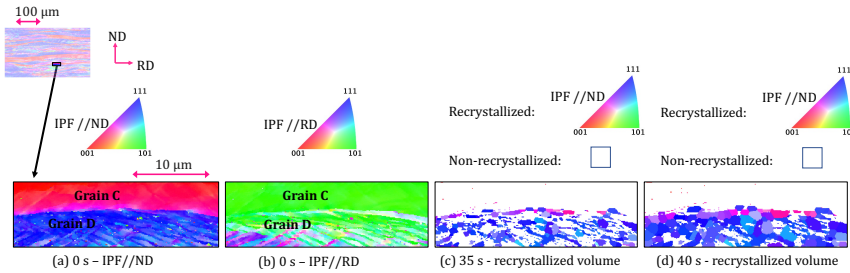 100 μm
ND
RD
111
IPF //ND
001
101
10 μm
Grain C
Grain D
(a) 0 s – IPF//ND
111
IPF //RD
001
101
Grain C
Grain D
(b) 0 s – IPF//RD
111
Recrystallized:
IPF //ND
001
101
Non-recrystallized:
(c) 35 s - recrystallized volume
111
Recrystallized:
IPF //ND
001
101
Non-recrystallized:
(d) 40 s - recrystallized volume